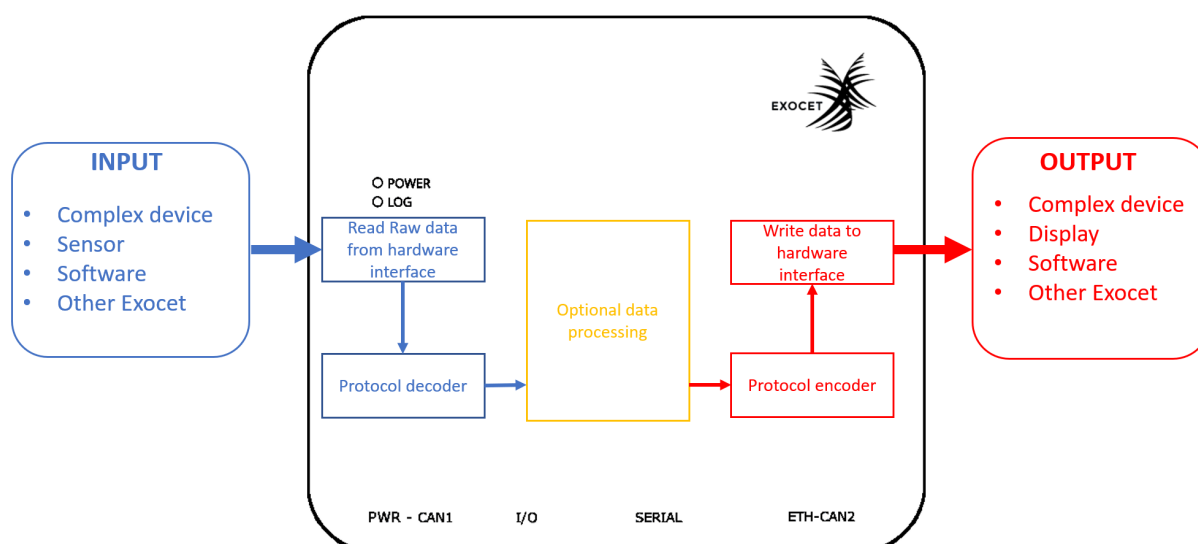 EXOCET
INPUT
• Complex device
• Sensor
• Software
• Other Exocet
POWER
LOG
Read Raw data
from hardware
interface
Protocol decoder
Optional data
processing
Write data to
hardware
interface
Protocol encoder
OUTPUT
• Complex device
• Display
• Software
• Other Exocet
PWR - CAN1
I/O
SERIAL
ETH-CAN2